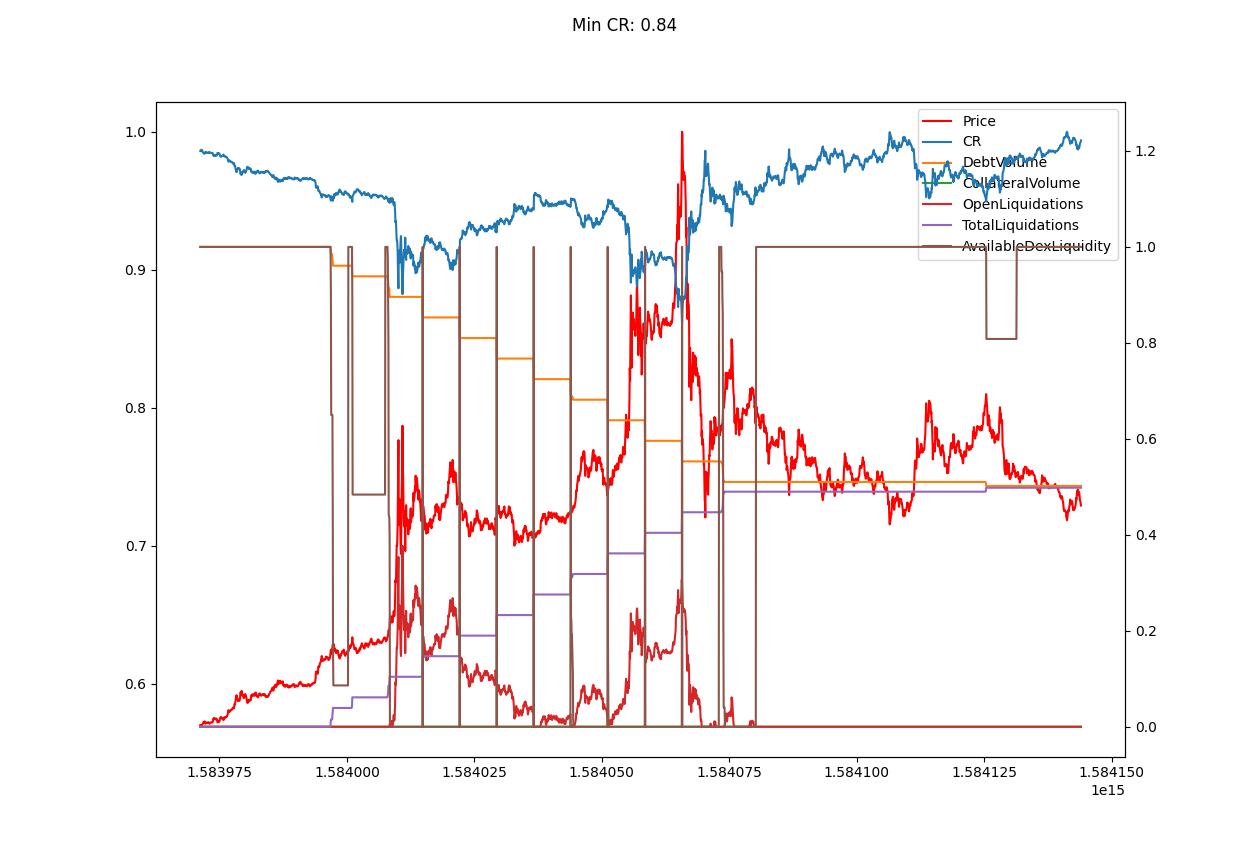 Min CR: 0.84
1.0
0.9
0.8
0.7
0.6
1.2
1.0
0.8
0.6
0.4
0.2
0.0
Price
CR
DebtVolume
CollateralVolume
OpenLiquidations
TotalLiquidations
AvailableDexLiquidity
1.583975
1.584000
1.584025
1.584050
1.584075
1.584100
1.584125
1.584150
1e15